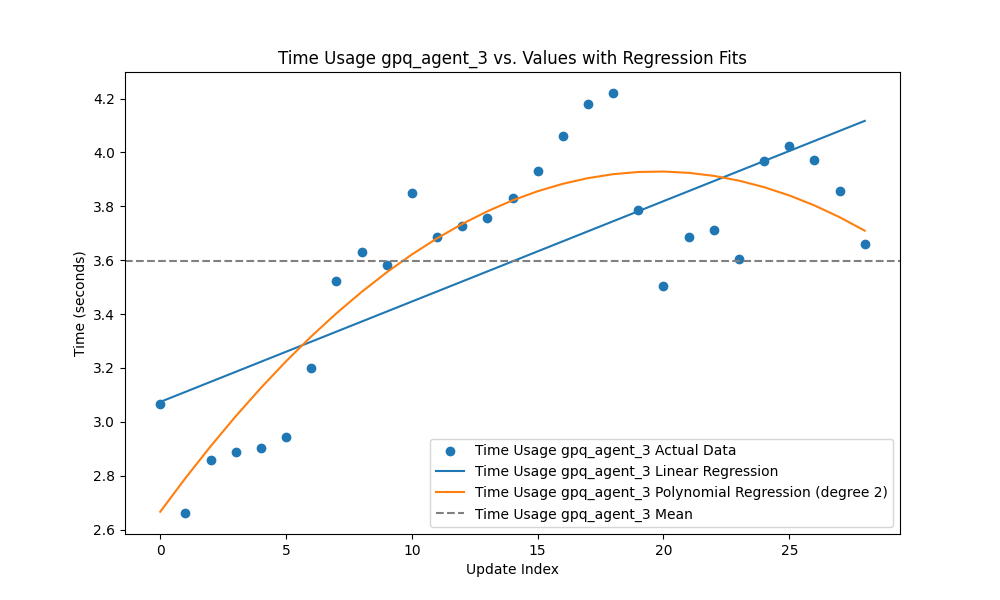 Time Usage gpq_agent_3 vs. Values with Regression Fits
Time (seconds)
4.2
4.0
3.8
3.6
3.4
3.2
3.0
2.8
2.6
Time Usage gpq_agent_3 Actual Data
Time Usage gpq_agent_3 Linear Regression
Time Usage gpq_agent_3 Polynomial Regression (degree 2)
Time Usage gpq_agent_3 Mean
0 5 10 15 20 25
Update Index